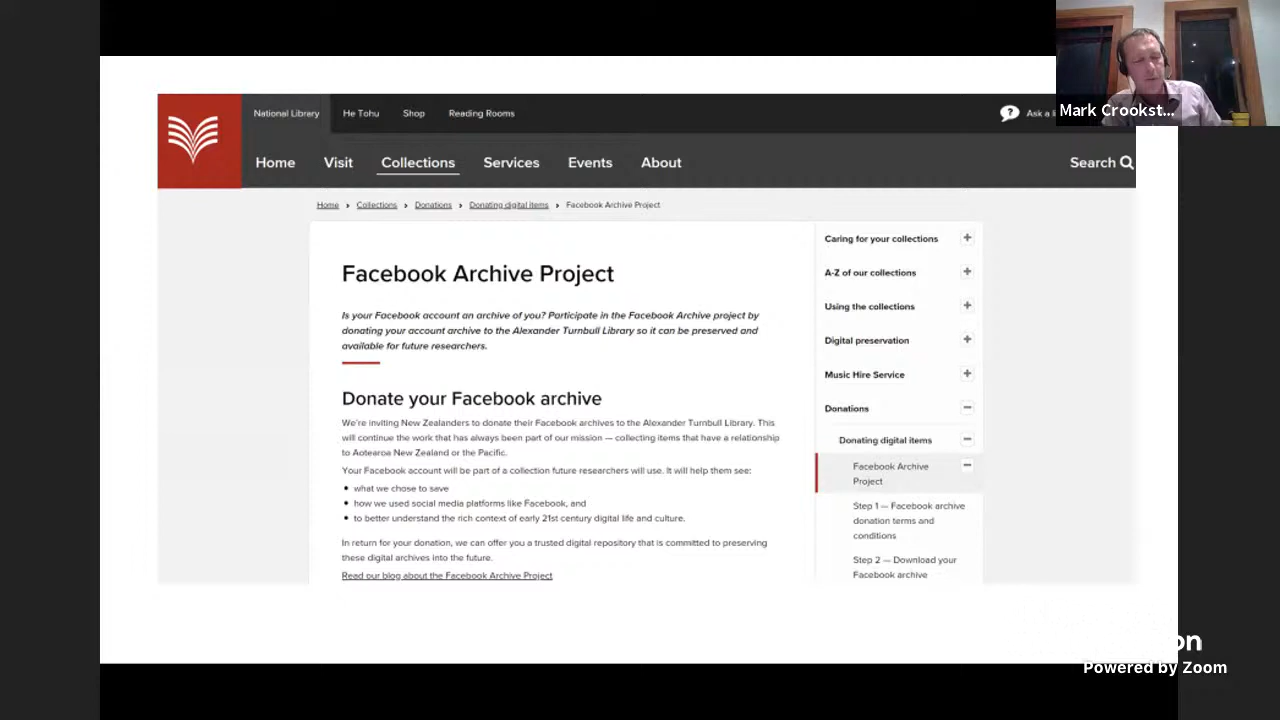 National Library He Tohu Shop Reading Rooms Ask a li
Home Visit Collections Services Events About Search
Mark Crookst...
Home › Collections › Donations › Donating digital items › Facebook Archive Project
Facebook Archive Project
Is your Facebook account an archive of you? Participate in the Facebook Archive project by
donating your account archive to the Alexander Turnbull Library so it can be preserved and
available for future researchers.
Donate your Facebook archive
We're inviting New Zealanders to donate their Facebook archives to the Alexander Turnbull Library. This
will continue the work that has always been part of our mission — collecting items that have a relationship
to Aotearoa New Zealand or the Pacific.
Your Facebook account will be part of a collection future researchers will use. It will help them see:
• what we chose to save
• how we used social media platforms like Facebook, and
• to better understand the rich context of early 21st century digital life and culture.
In return for your donation, we can offer you a trusted digital repository that is committed to preserving
these digital archives into the future.
Read our blog about the Facebook Archive Project
Caring for your collections +
A-Z of our collections +
Using the collections +
Digital preservation +
Music Hire Service +
Donations −
Donating digital items −
Facebook Archive −
Project
Step 1 — Facebook archive
donation terms and
conditions
Step 2 — Download your
Facebook archive
on
Powered by Zoom